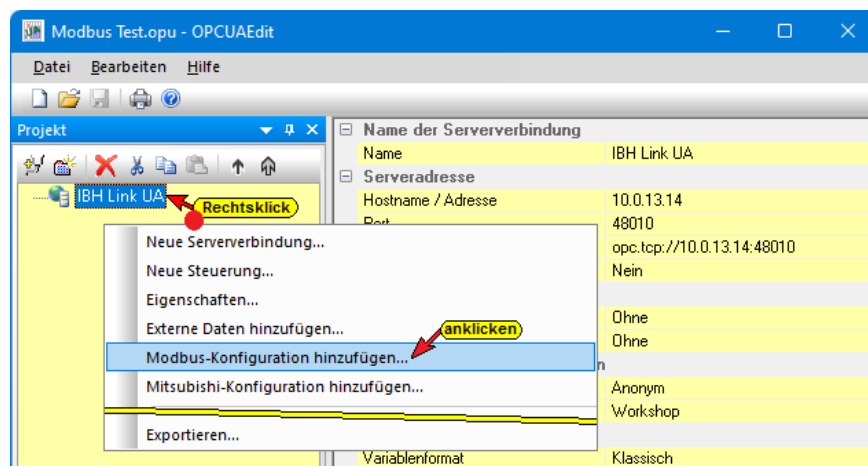 Modbus Test.opu - OPCUAEdit
Datei Bearbeiten Hilfe
Projekt
IBH Link UA
Rechtsklick
Neue Serververbindung...
Neue Steuerung...
Eigenschaften...
Externe Daten hinzufügen...
anklicken
Modbus-Konfiguration hinzufügen...
Mitsubishi-Konfiguration hinzufügen...
Exportieren...
Name der Serververbindung
Name IBH Link UA
Serveradresse
Hostname / Adresse 10.0.13.14
Port 48010
opc.tcp://10.0.13.14:48010
Nein
Ohne
Ohne
n
Anonym
Workshop
Variablenformat Klassisch